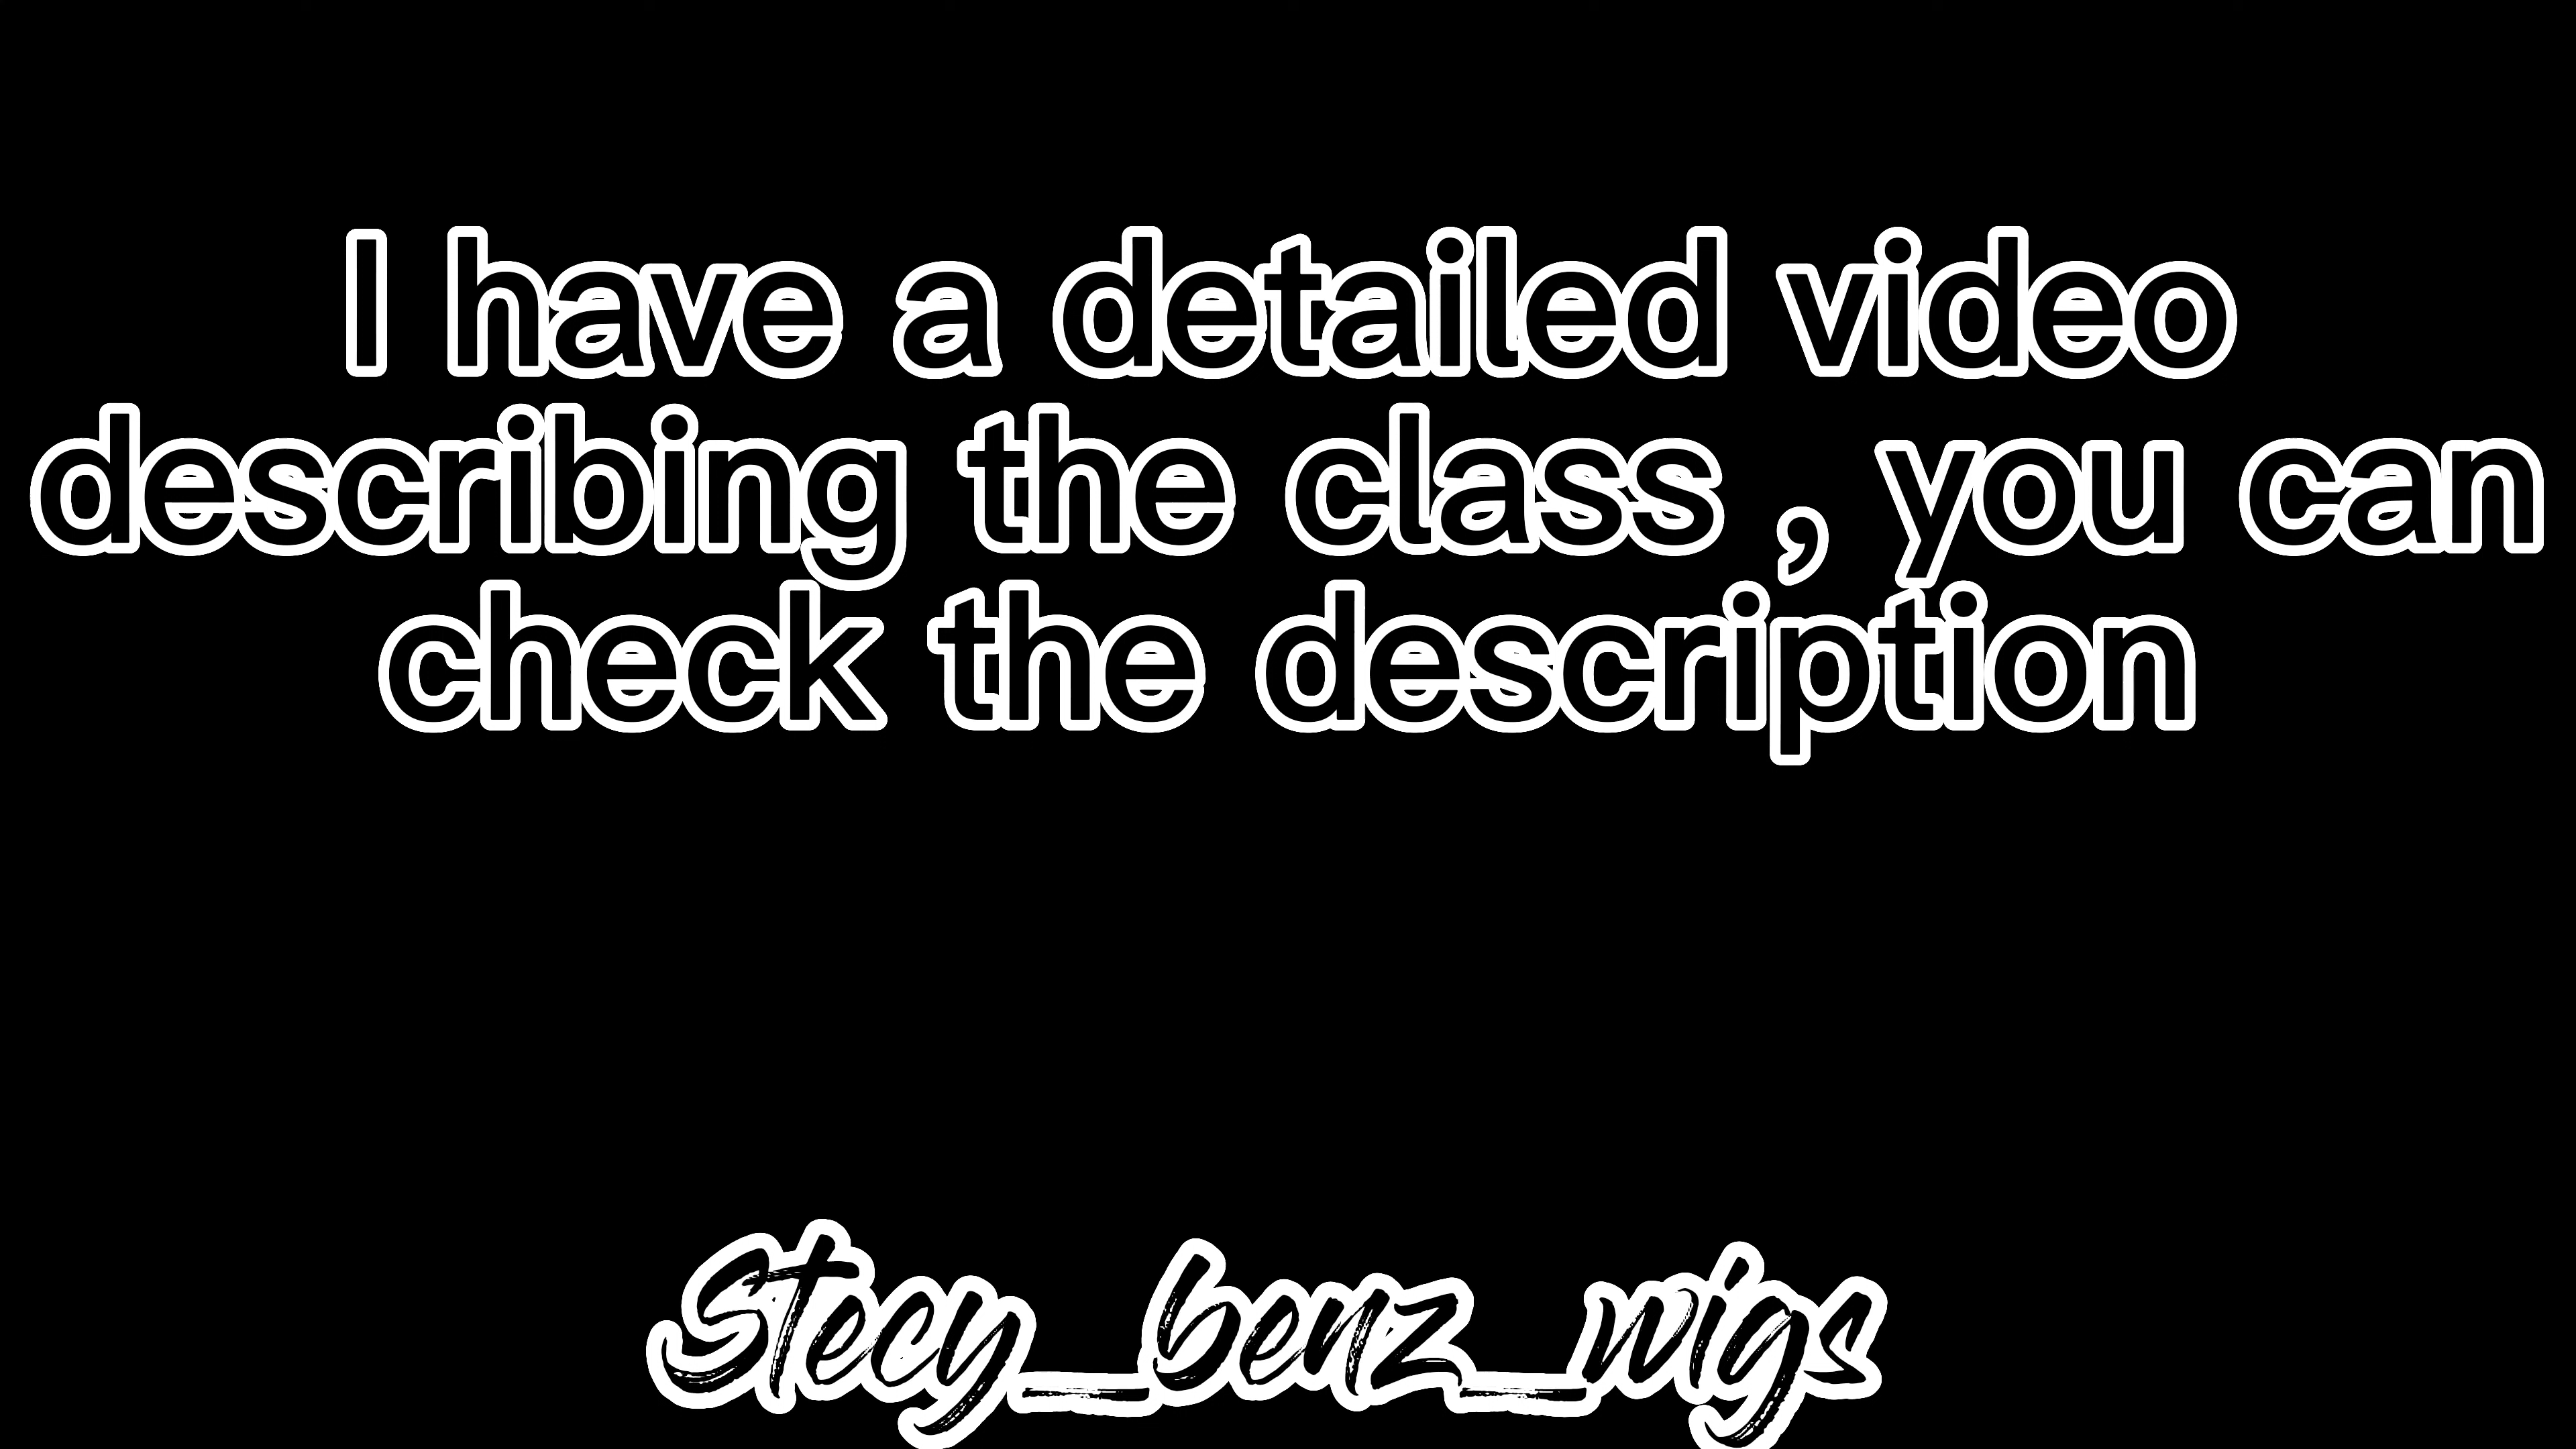 I have a detailed video
describing the class , you can
check the description
Stecy_benz_wigs